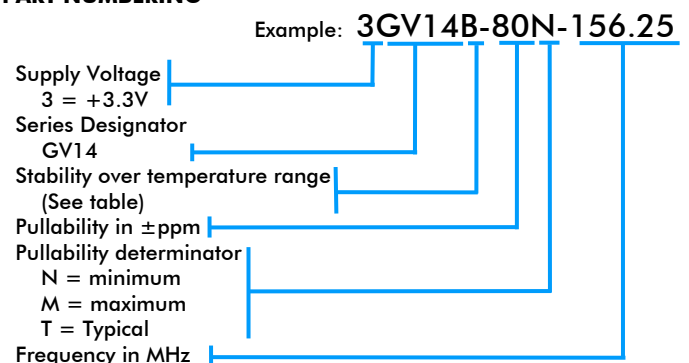 PART NUMBERING
Example: 3GV14B-80N-156.25
Supply Voltage
3 = +3.3V
Series Designator
GV14
Stability over temperature range
(See table)
Pullability in ±ppm
Pullability determinator
N = minimum
M = maximum
T = Typical
Frequency in MHz